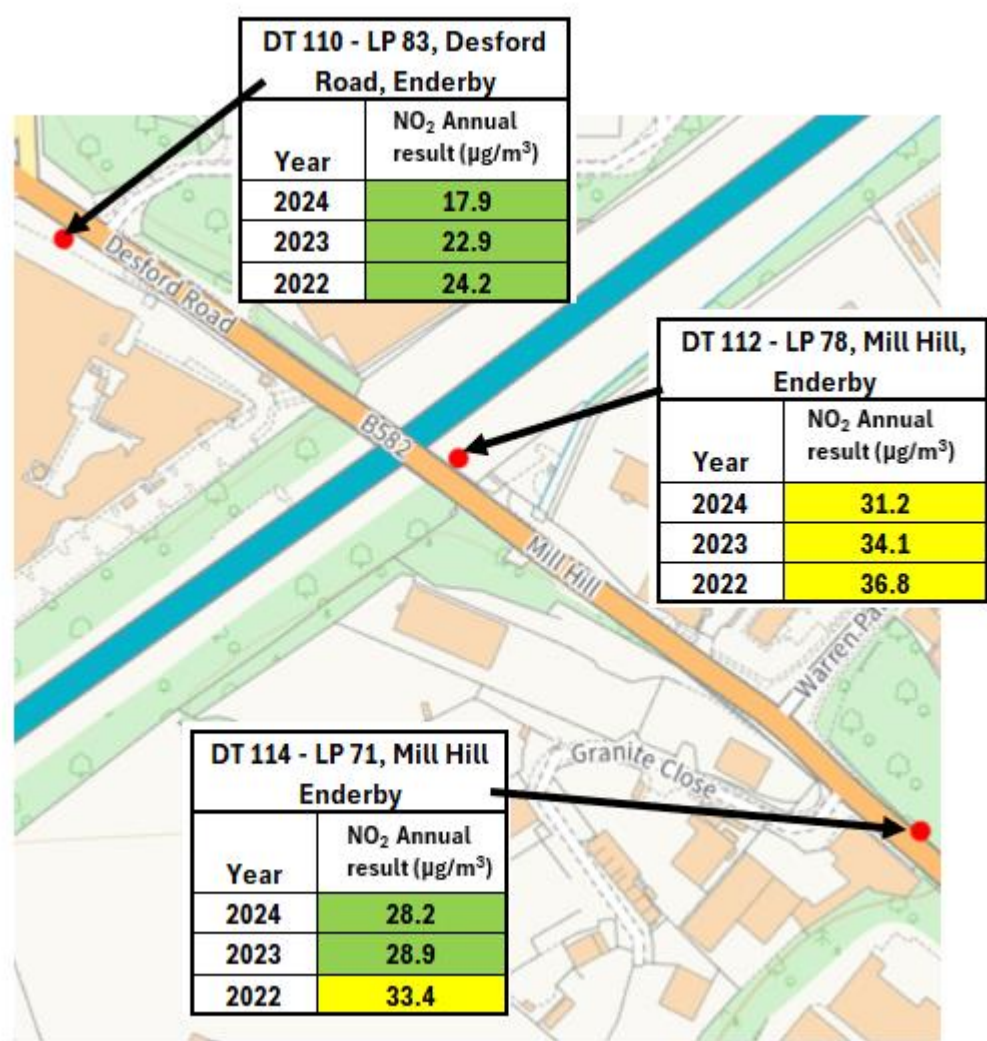 DT 110 - LP 83, Desford
Road, Enderby
Year
NO₂ Annual
result (µg/m³)
2024 17.9
2023 22.9
2022 24.2
Desford Road
B582
DT 112 - LP 78, Mill Hill,
Enderby
Year
NO₂ Annual
result (µg/m³)
2024 31.2
2023 34.1
2022 36.8
Mill Hill
Warren Pa
Granite Close
DT 114 - LP 71, Mill Hill
Enderby
Year
NO₂ Annual
result (µg/m³)
2024 28.2
2023 28.9
2022 33.4